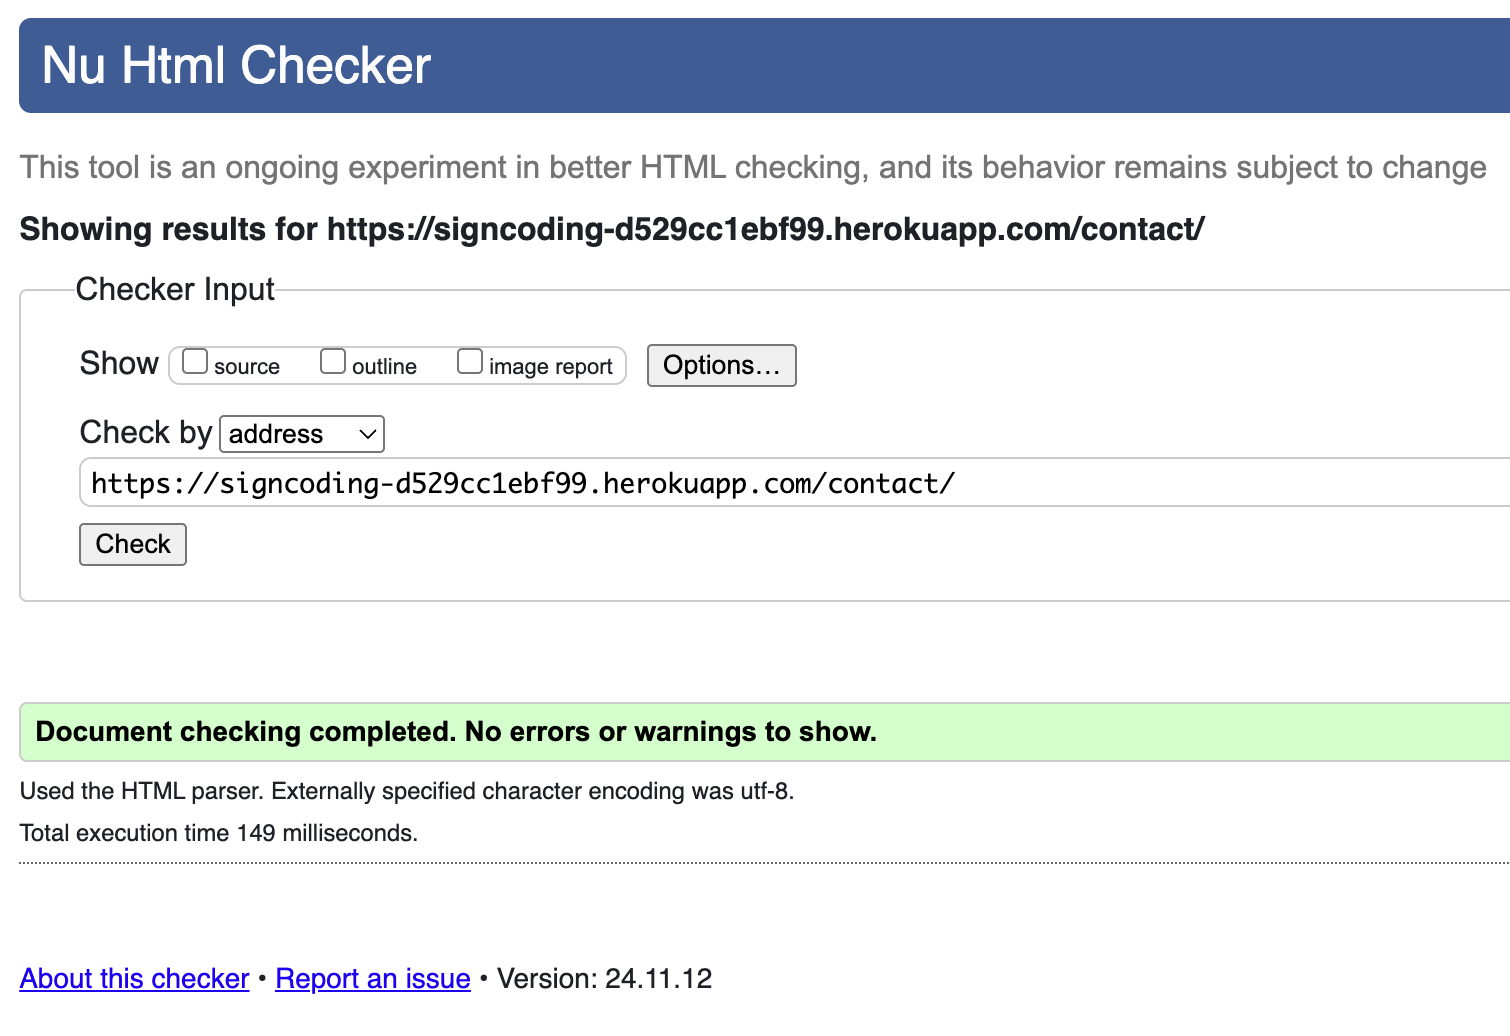 Nu Html Checker
This tool is an ongoing experiment in better HTML checking, and its behavior remains subject to change
Showing results for https://signcoding-d529cc1ebf99.herokuapp.com/contact/
Checker Input
Show source outline image report Options…
Check by address
https://signcoding-d529cc1ebf99.herokuapp.com/contact/
Check
Document checking completed. No errors or warnings to show.
Used the HTML parser. Externally specified character encoding was utf-8.
Total execution time 149 milliseconds.
About this checker • Report an issue • Version: 24.11.12